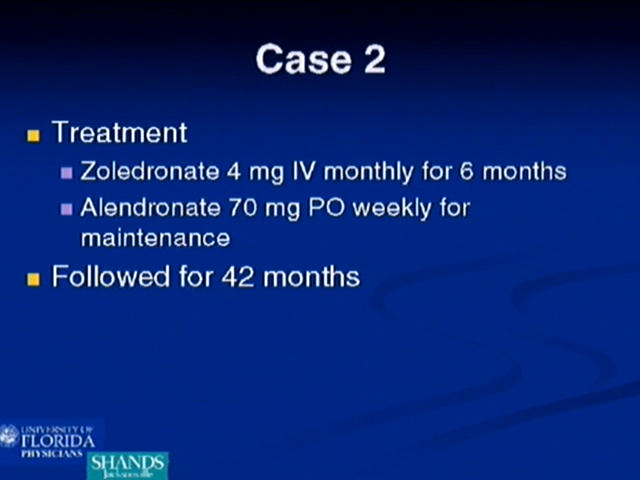 Case 2
Treatment
Zoledronate 4 mg IV monthly for 6 months
Alendronate 70 mg PO weekly for
maintenance
Followed for 42 months
UNIVERSITY OF
FLORIDA
PHYSICIANS
SHANDS
Jacksonville